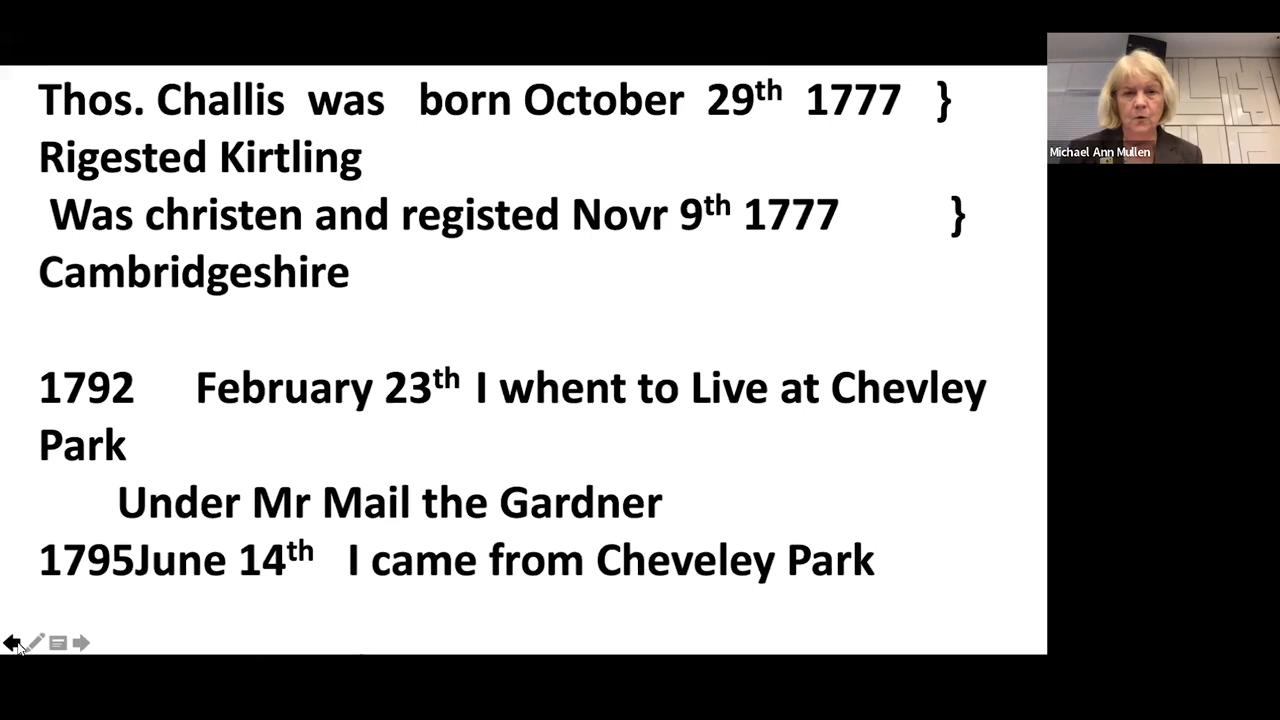 Thos. Challis was born October 29th 1777 }
Rigested Kirtling
Was christen and registed Novr 9th 1777 }
Cambridgeshire
1792 February 23th I whent to Live at Chevley
Park
Under Mr Mail the Gardner
1795June 14th I came from Cheveley Park
Michael Ann Mullen